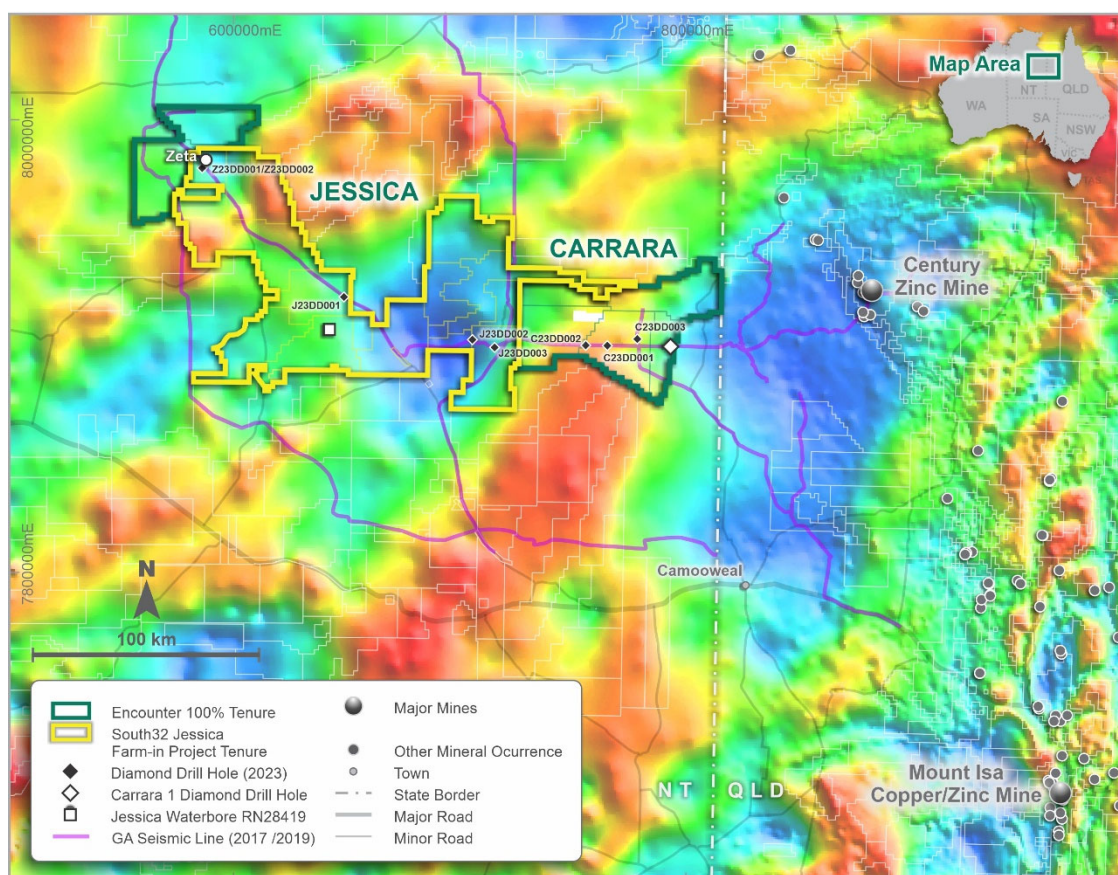 600000mE
800000mE
8000000mE
7800000mE
Map Area
WA
NT
QLD
SA
NSW
VIC
Zeta
Z23DD001/Z23DD002
JESSICA
CARRARA
Century
Zinc Mine
J23DD001
J23DD002
J23DD003
C23DD002
C23DD003
C23DD001
Camooweal
N
100 km
NT QLD
Mount Isa
Copper/Zinc Mine
Encounter 100% Tenure
South32 Jessica
Farm-in Project Tenure
Diamond Drill Hole (2023)
Carrara 1 Diamond Drill Hole
Jessica Waterbore RN28419
GA Seismic Line (2017 /2019)
Major Mines
Other Mineral Ocurrence
Town
State Border
Major Road
Minor Road